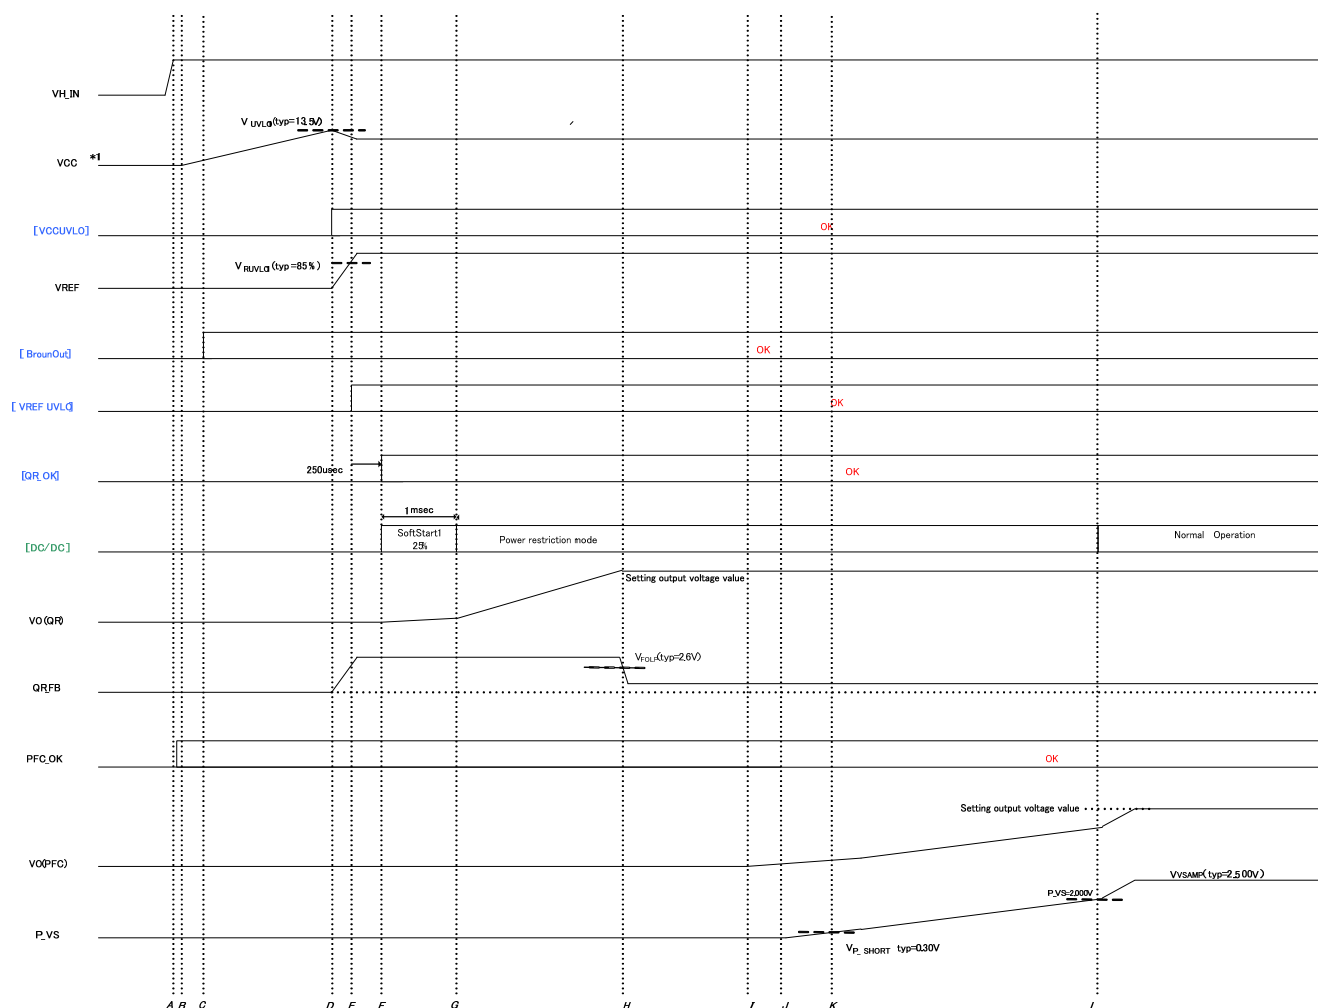 VH_IN
V UVLO1(typ=13.5V)
VCC *1
[VCCUVLO]
OK
V RUVLO1(typ=85%)
VREF
[BrounOut]
OK
[VREF UVLO]
OK
250usec
[QR_OK]
OK
1msec
[DC/DC]
SoftStart1
25%
Power restriction mode
Normal Operation
Setting output voltage value
VO(QR)
VFOLP(typ=2.6V)
QR_FB
PFC_OK
OK
Setting output voltage value
VO(PFC)
VVSAMP(typ=2.500V)
P_VS=2.000V
P_VS
VP_SHORT typ=0.30V
A B C D E F G H I J K L